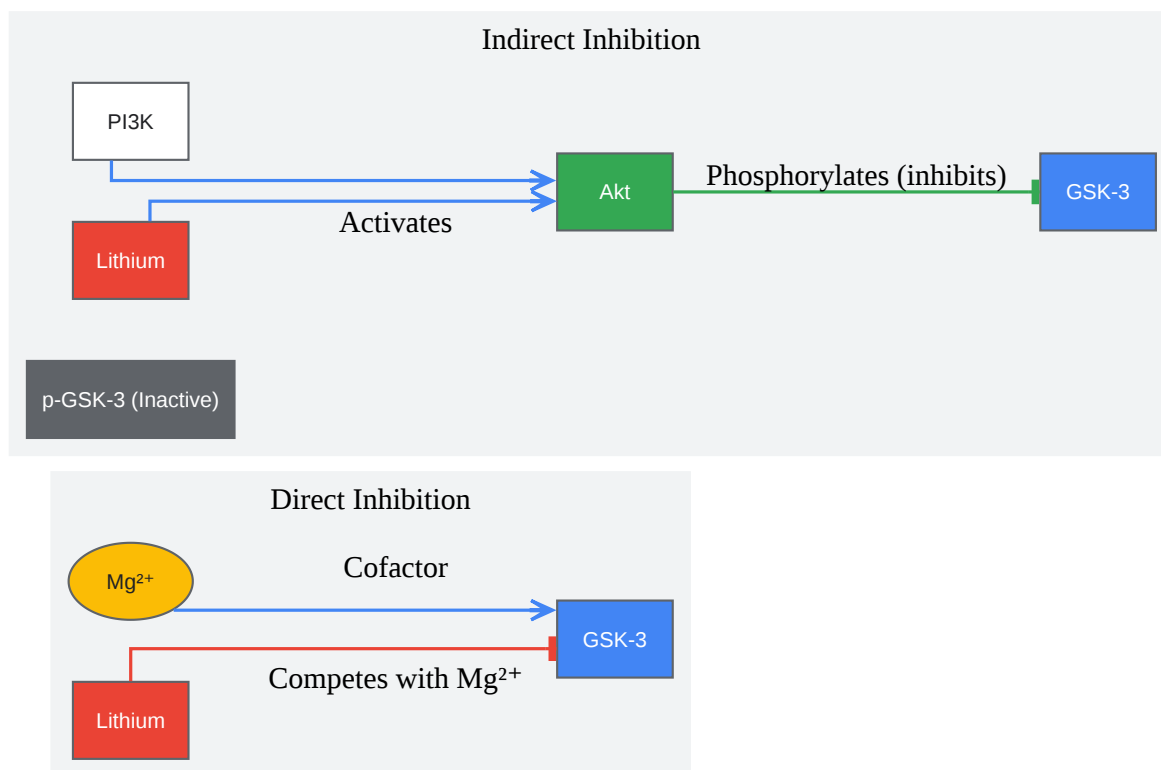 Indirect Inhibition
PI3K
Akt
Phosphorylates (inhibits)
GSK-3
Activates
Lithium
p-GSK-3 (Inactive)
Direct Inhibition
Mg²⁺
Cofactor
GSK-3
Competes with Mg²⁺
Lithium